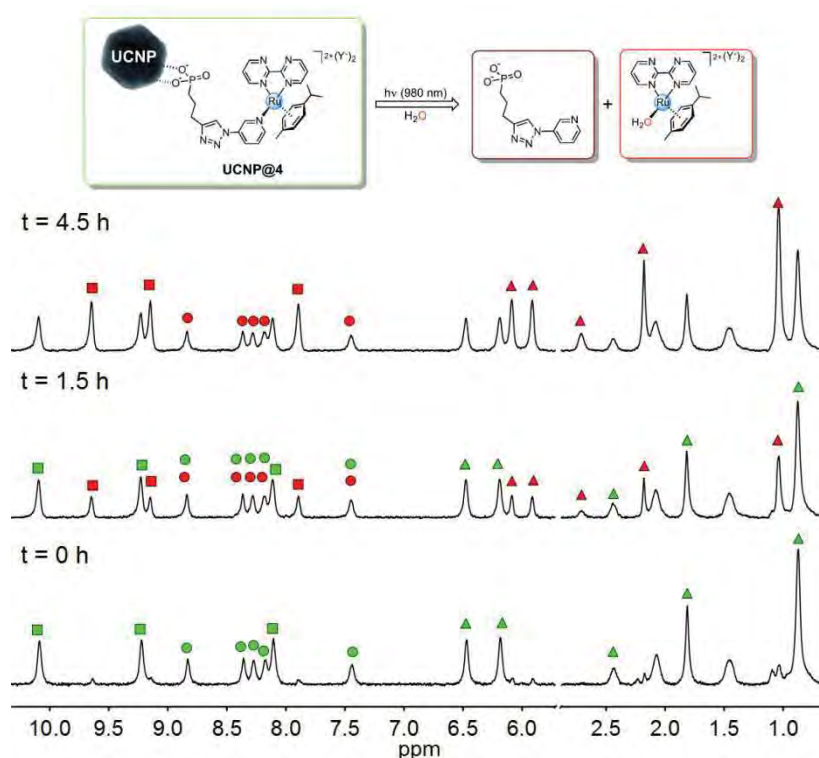 UCNP
O⁻
P=O
O⁻
N=N
N
N
N N
N N
Ru
]2+(Y⁻)₂
UCNP@4
hν (980 nm)
H₂O
O⁻
O⁻ P=O
N=N
N
N
+
N N
N N
Ru
H₂O
]2+(Y⁻)₂
t = 4.5 h
t = 1.5 h
t = 0 h
10.0 9.5 9.0 8.5 8.0 7.5 7.0 6.5 6.0 2.5 2.0 1.5 1.0
ppm